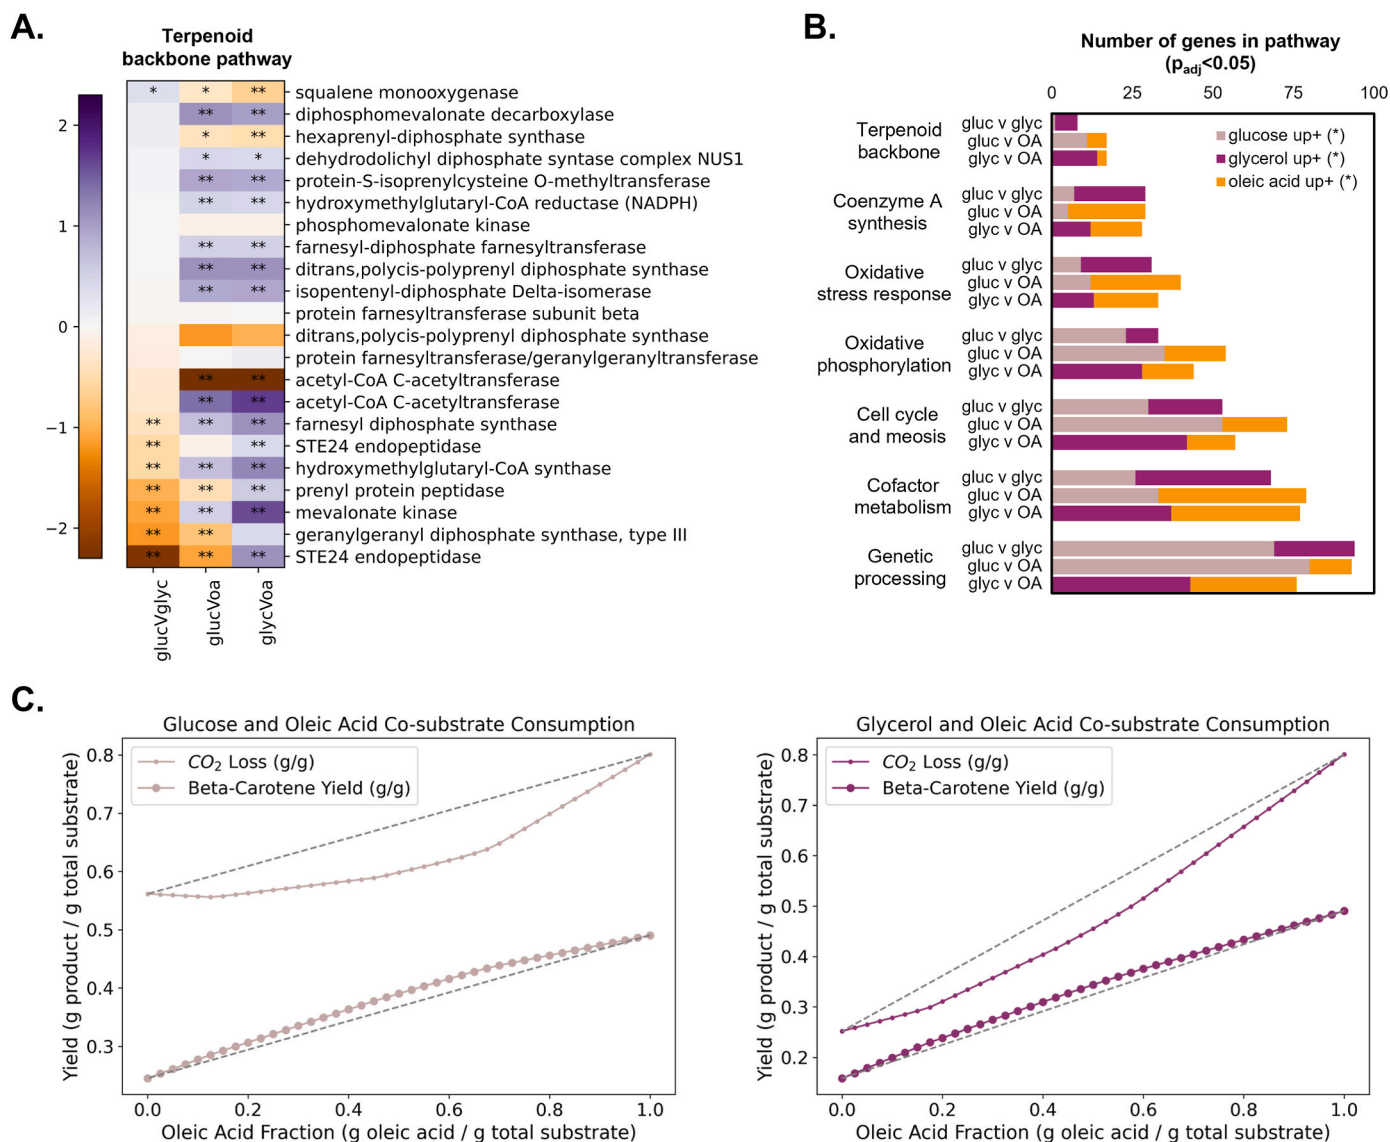 A.
Terpenoid
backbone pathway
2
1
0
−1
−2
* * ** squalene monooxygenase
** ** diphosphomevalonate decarboxylase
* ** hexaprenyl-diphosphate synthase
* * dehydrodolichyl diphosphate syntase complex NUS1
** ** protein-S-isoprenylcysteine O-methyltransferase
** ** hydroxymethylglutaryl-CoA reductase (NADPH)
phosphomevalonate kinase
** ** farnesyl-diphosphate farnesyltransferase
** ** ditrans,polycis-polyprenyl diphosphate synthase
** ** isopentenyl-diphosphate Delta-isomerase
protein farnesyltransferase subunit beta
ditrans,polycis-polyprenyl diphosphate synthase
protein farnesyltransferase/geranylgeranyltransferase
** ** acetyl-CoA C-acetyltransferase
acetyl-CoA C-acetyltransferase
** ** ** farnesyl diphosphate synthase
** ** STE24 endopeptidase
** ** ** hydroxymethylglutaryl-CoA synthase
** ** ** prenyl protein peptidase
** ** ** mevalonate kinase
** ** geranylgeranyl diphosphate synthase, type III
** ** ** STE24 endopeptidase
glucVglyc
glucVoa
glycVoa
B.
Number of genes in pathway
(padj<0.05)
0 25 50 75 100
glucose up+ (*)
glycerol up+ (*)
oleic acid up+ (*)
Terpenoid
backbone
gluc v glyc
gluc v OA
glyc v OA
Coenzyme A
synthesis
gluc v glyc
gluc v OA
glyc v OA
Oxidative
stress response
gluc v glyc
gluc v OA
glyc v OA
Oxidative
phosphorylation
gluc v glyc
gluc v OA
glyc v OA
Cell cycle
and meosis
gluc v glyc
gluc v OA
glyc v OA
Cofactor
metabolism
gluc v glyc
gluc v OA
glyc v OA
Genetic
processing
gluc v glyc
gluc v OA
glyc v OA
C.
Glucose and Oleic Acid Co-substrate Consumption
CO2 Loss (g/g)
Beta-Carotene Yield (g/g)
Yield (g product / g total substrate)
0.8
0.7
0.6
0.5
0.4
0.3
0.0 0.2 0.4 0.6 0.8 1.0
Oleic Acid Fraction (g oleic acid / g total substrate)
Glycerol and Oleic Acid Co-substrate Consumption
CO2 Loss (g/g)
Beta-Carotene Yield (g/g)
Yield (g product / g total substrate)
0.8
0.7
0.6
0.5
0.4
0.3
0.2
0.0 0.2 0.4 0.6 0.8 1.0
Oleic Acid Fraction (g oleic acid / g total substrate)